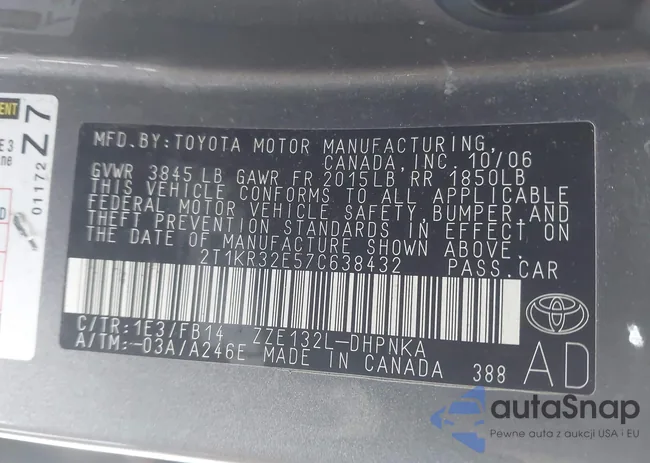 MFD.BY:TOYOTA MOTOR MANUFACTURING,
CANADA,INC. 10/06
GVWR 3845 LB GAWR FR 2015LB RR 1850LB
THIS VEHICLE CONFORMS TO ALL APPLICABLE
FEDERAL MOTOR VEHICLE SAFETY,BUMPER,AND
THEFT PREVENTION STANDARDS IN EFFECT ON
THE DATE OF MANUFACTURE SHOWN ABOVE.
2T1KR32E57C638432 PASS.CAR
C/TR:1E3/FB14 ZZE132L-DHPNKA
A/TM:-03A/A246E MADE IN CANADA 388
AD
ENT
E3
ne
01172
Z7
autaSnap
Pewne auta z aukcji USA i EU